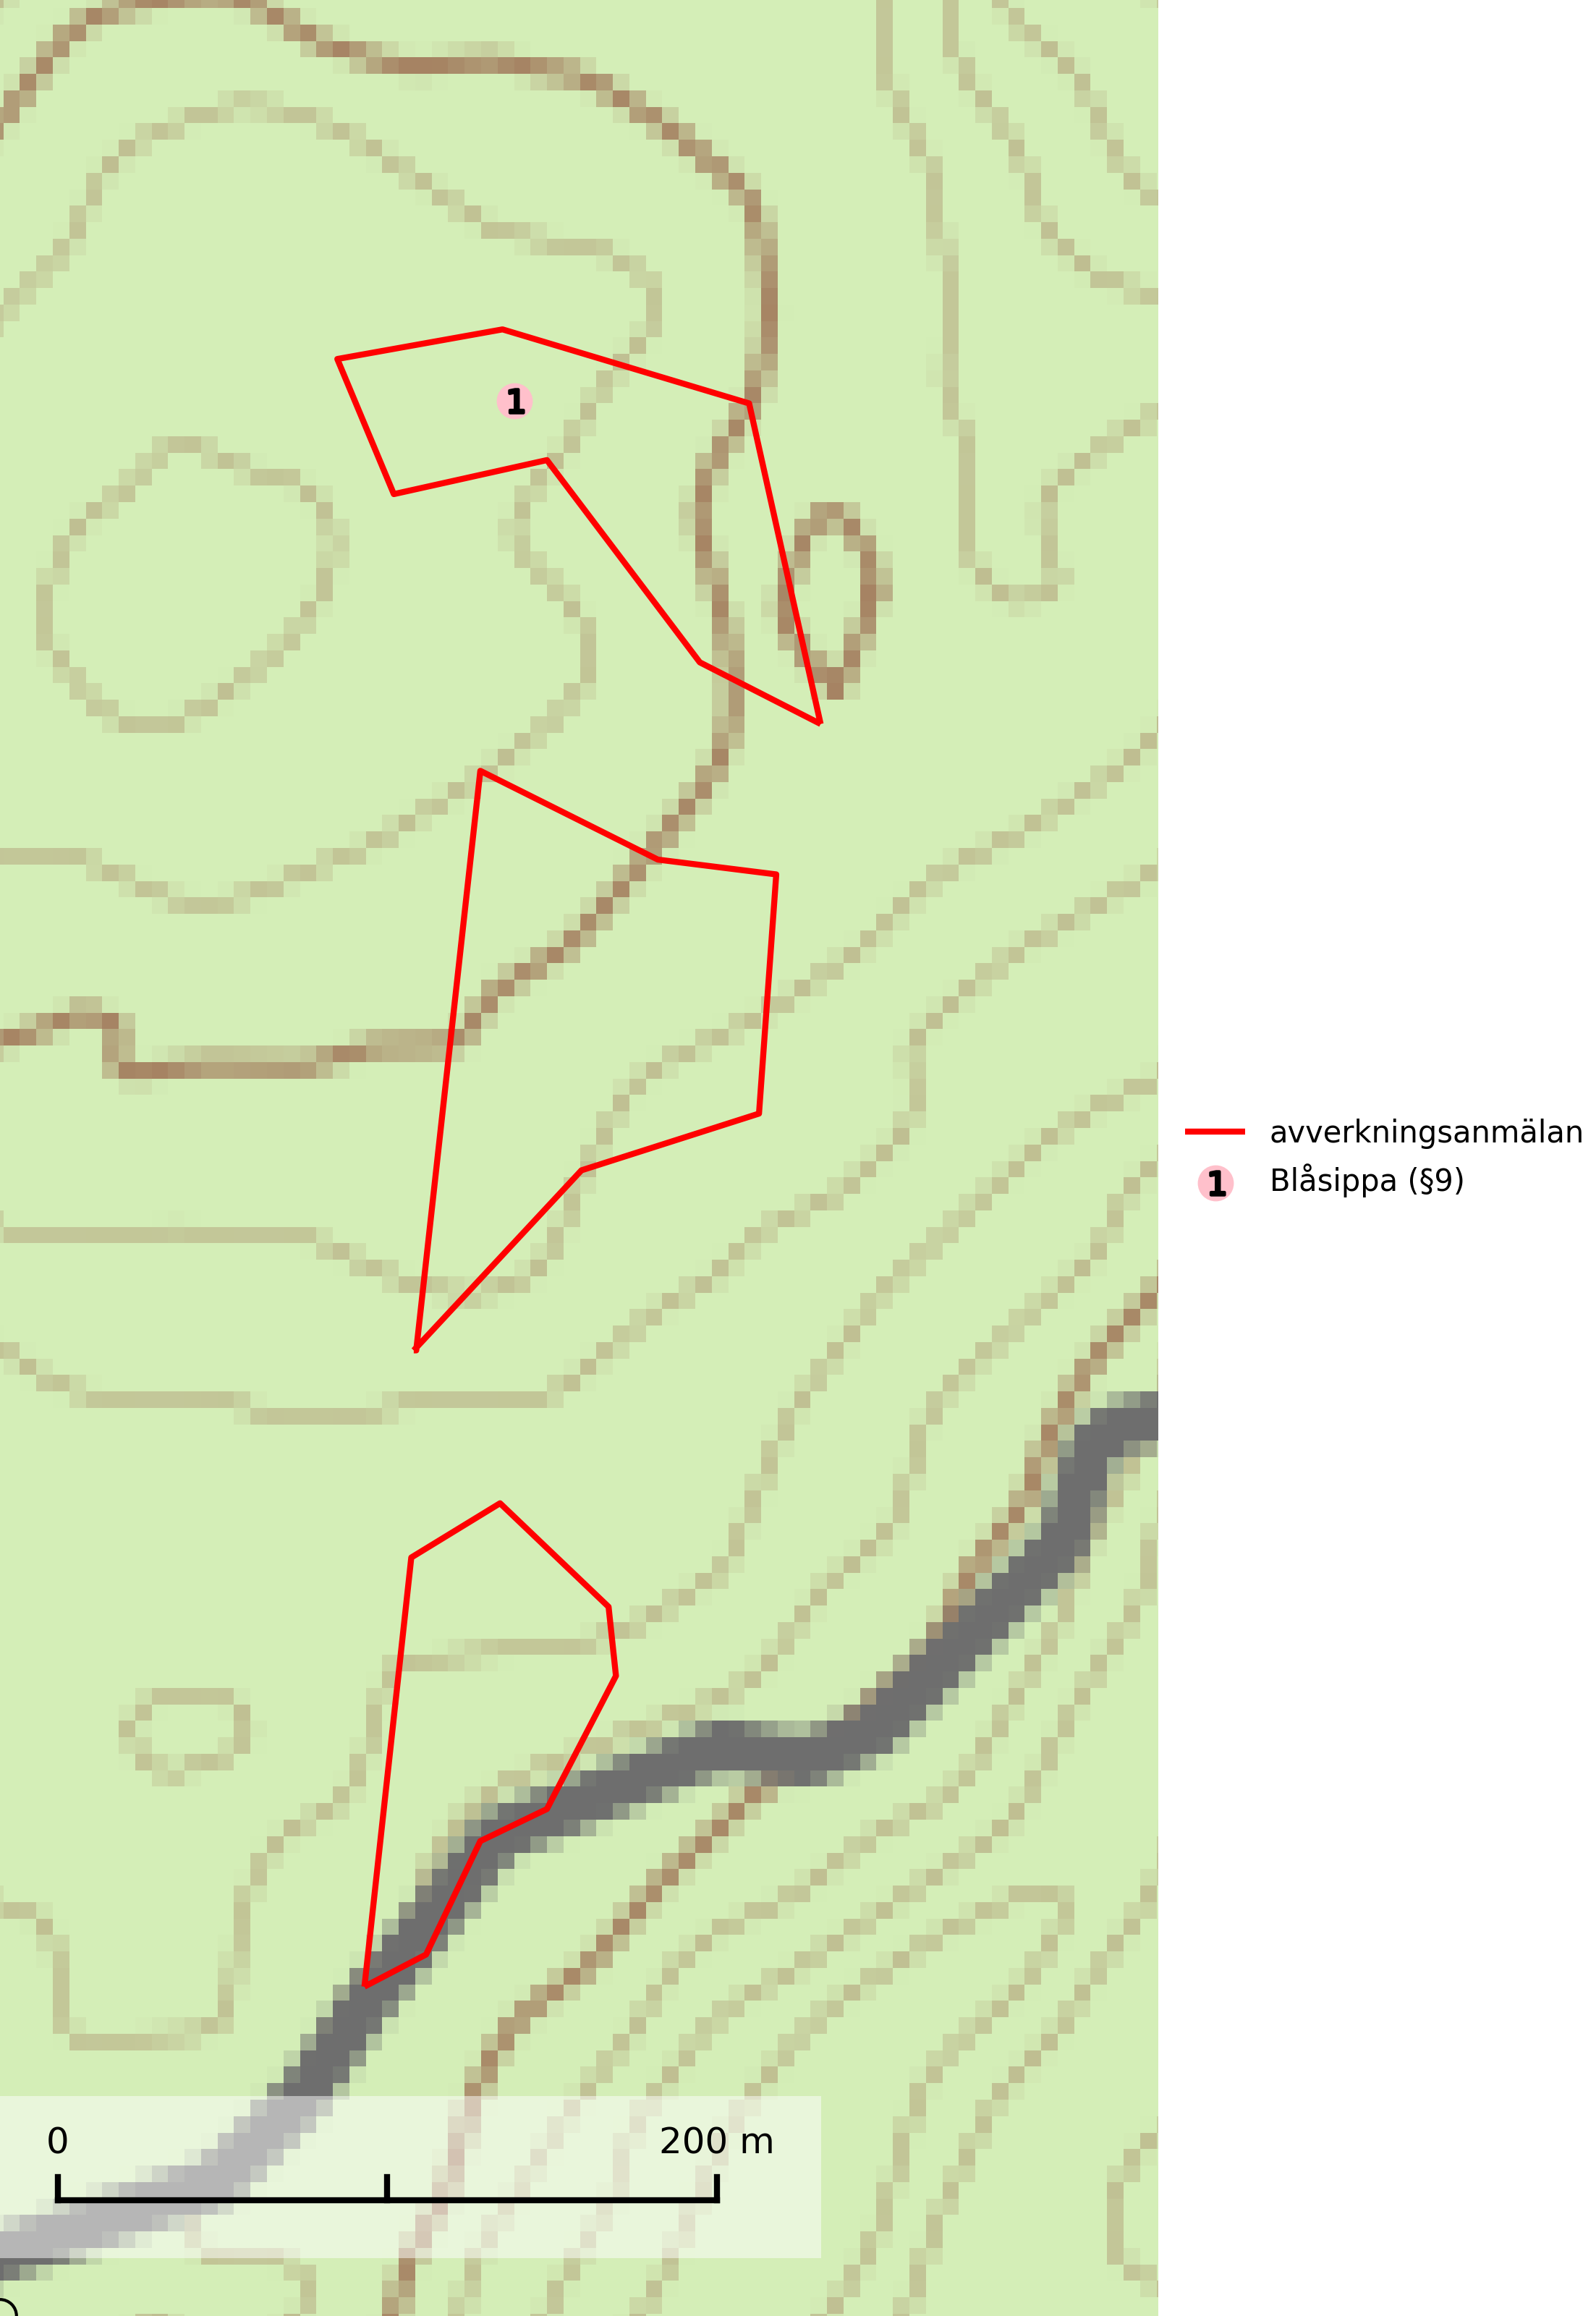 1
avverkningsanmälan
1 Blåsippa (§9)
0 200 m